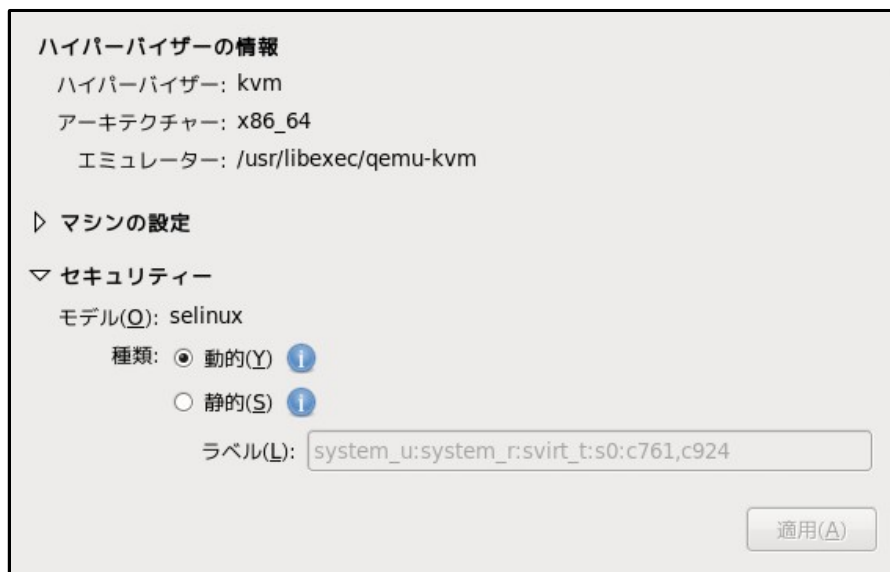 ハイパーバイザーの情報
ハイパーバイザー: kvm
アーキテクチャー: x86_64
エミュレーター: /usr/libexec/qemu-kvm
マシンの設定
セキュリティー
モデル(O): selinux
種類: 動的(Y)
静的(S)
ラベル(L): system_u:system_r:svirt_t:s0:c761,c924
適用(A)